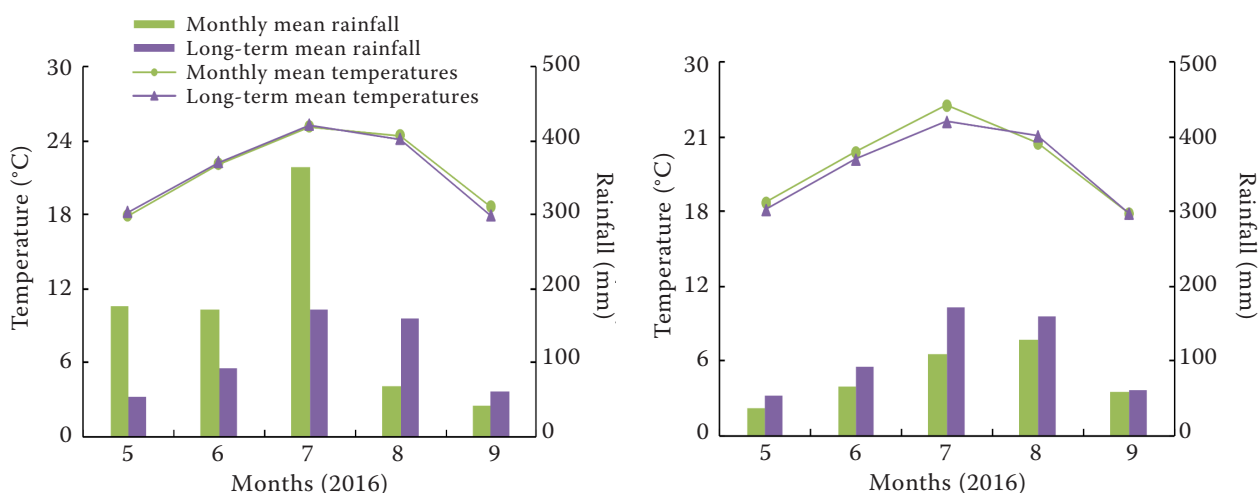 Monthly mean rainfall
Long-term mean rainfall
Monthly mean temperatures
Long-term mean temperatures
Temperature (°C)
30
24
18
12
6
0
500
400
300
200
100
0
Rainfall (mm)
5 6 7 8 9
Months (2016)
Temperature (°C)
30
21
18
12
6
0
500
400
300
200
100
0
Rainfall (mm)
5 6 7 8 9
Months (2016)